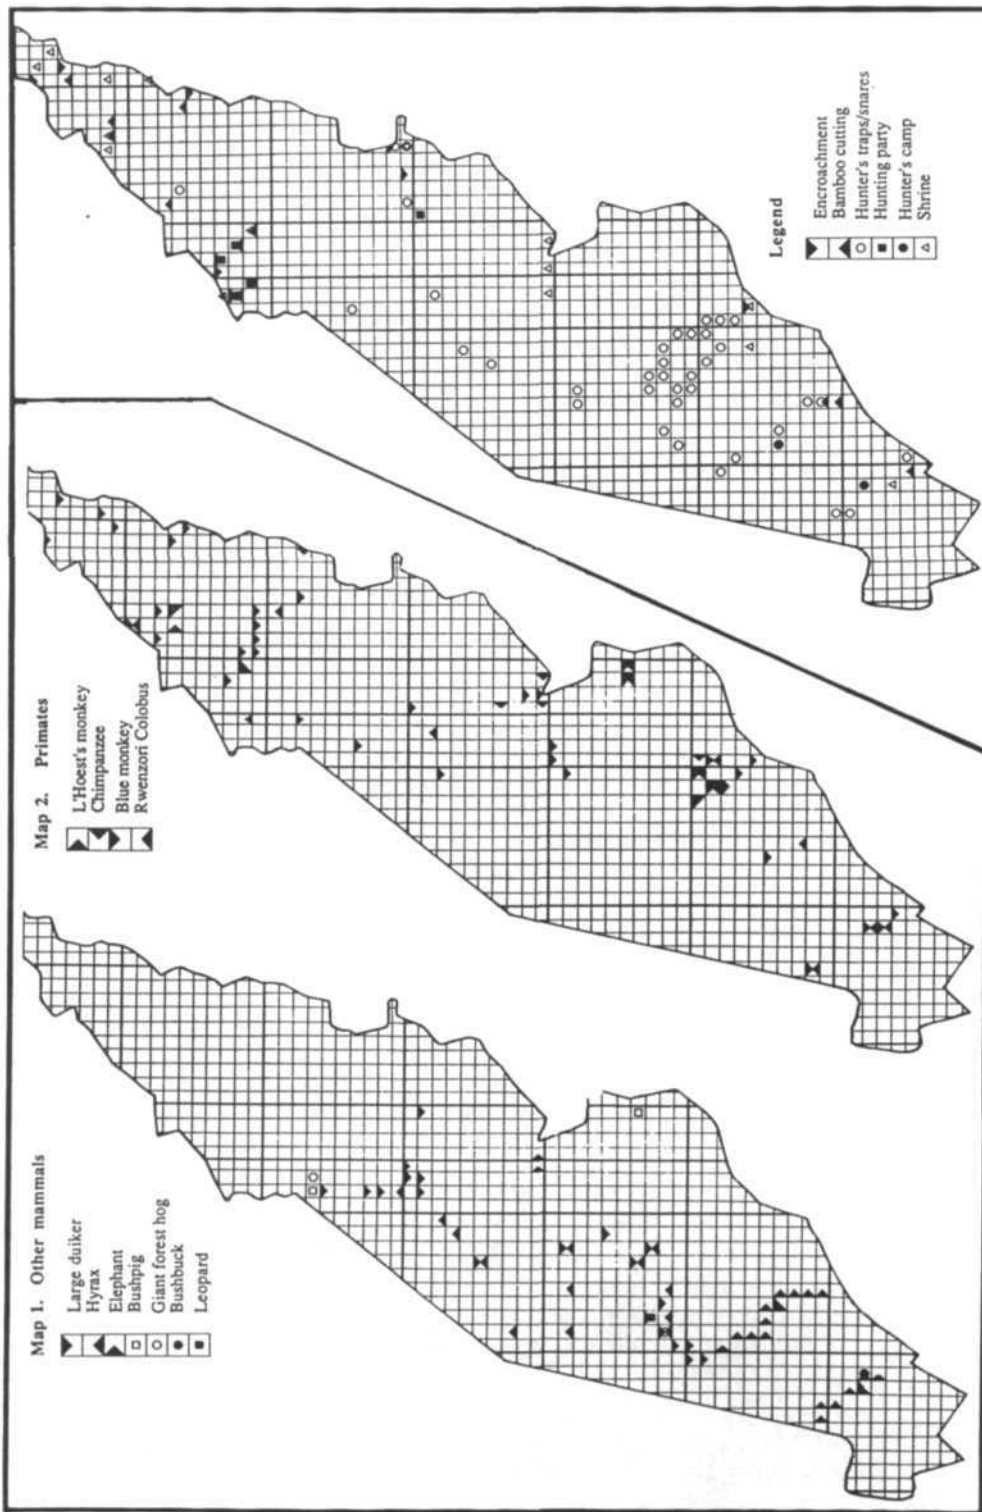 Map 1. Other mammals
Large duiker
Hyrax
Elephant
Bushpig
Giant forest hog
Bushbuck
Leopard
Map 2. Primates
L'Hoest's monkey
Chimpanzee
Blue monkey
Rwenzori Colobus
Legend
Encroachment
Bamboo cutting
Hunter's traps/snares
Hunting party
Hunter's camp
Shrine